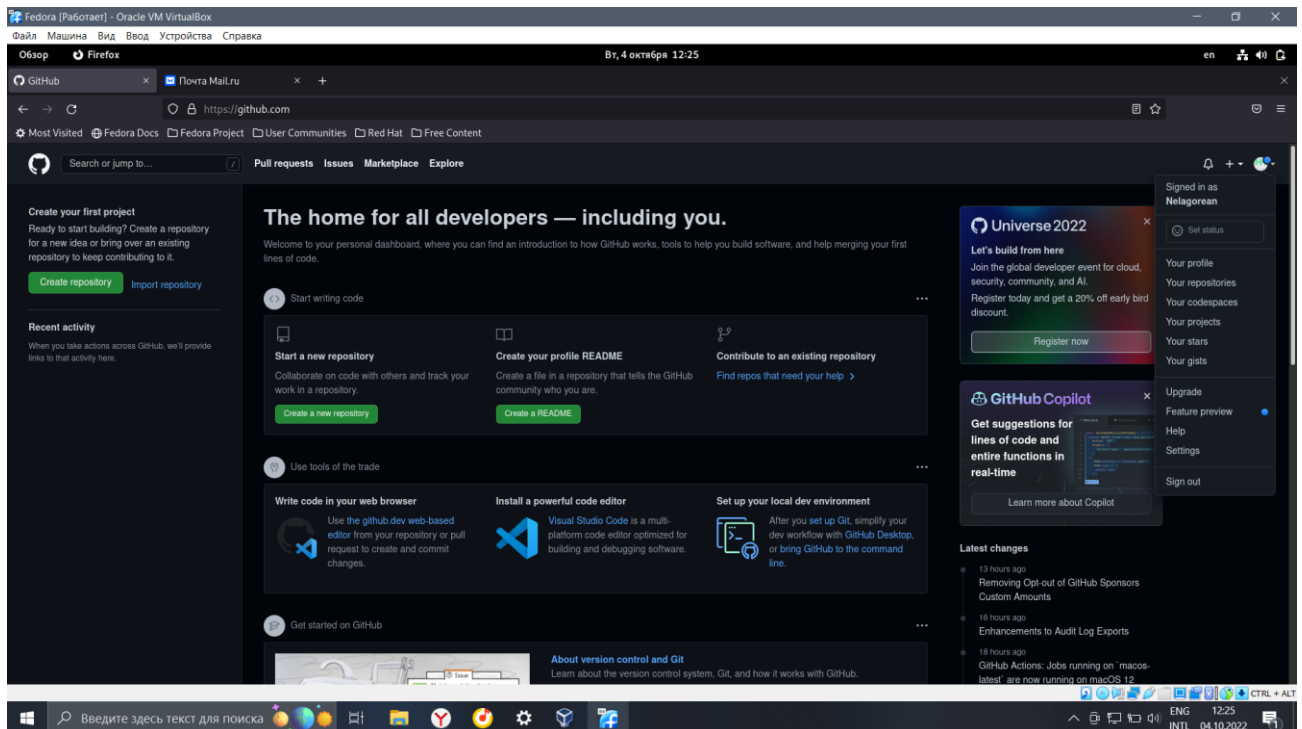 Fedora [Работает] - Oracle VM VirtualBox
Файл Машина Вид Ввод Устройства Справка
Обзор Firefox Вт, 4 октября 12:25 en
GitHub Почта Mail.ru
https://github.com
Most Visited Fedora Docs Fedora Project User Communities Red Hat Free Content
Search or jump to... / Pull requests Issues Marketplace Explore
Create your first project
Ready to start building? Create a repository
for a new idea or bring over an existing
repository to keep contributing to it.
Create repository Import repository
Recent activity
When you take actions across GitHub, we'll provide
links to that activity here.
The home for all developers — including you.
Welcome to your personal dashboard, where you can find an introduction to how GitHub works, tools to help you build software, and help merging your first
lines of code.
Start writing code
Start a new repository
Collaborate on code with others and track your
work in a repository.
Create a new repository
Create your profile README
Create a file in a repository that tells the GitHub
community who you are.
Create a README
Contribute to an existing repository
Find repos that need your help
Use tools of the trade
Write code in your web browser
Use the github.dev web-based
editor from your repository or pull
request to create and commit
changes.
Install a powerful code editor
Visual Studio Code is a multi-
platform code editor optimized for
building and debugging software.
Set up your local dev environment
After you set up Git, simplify your
dev workflow with GitHub Desktop,
or bring GitHub to the command
line.
Get started on GitHub
Issue
About version control and Git
Learn about the version control system, Git, and how it works with GitHub.
Universe 2022
Let's build from here
Join the global developer event for cloud,
security, community, and AI.
Register today and get a 20% off early bird
discount.
Register now
GitHub Copilot
Get suggestions for
lines of code and
entire functions in
real-time
Learn more about Copilot
Latest changes
13 hours ago
Removing Opt-out of GitHub Sponsors
Custom Amounts
16 hours ago
Enhancements to Audit Log Exports
18 hours ago
GitHub Actions: Jobs running on `macos-
latest` are now running on macOS 12
Signed in as
Nelagorean
Set status
Your profile
Your repositories
Your codespaces
Your projects
Your stars
Your gists
Upgrade
Feature preview
Help
Settings
Sign out
CTRL + ALT
Введите здесь текст для поиска
ENG 12:25
INTL 04.10.2022